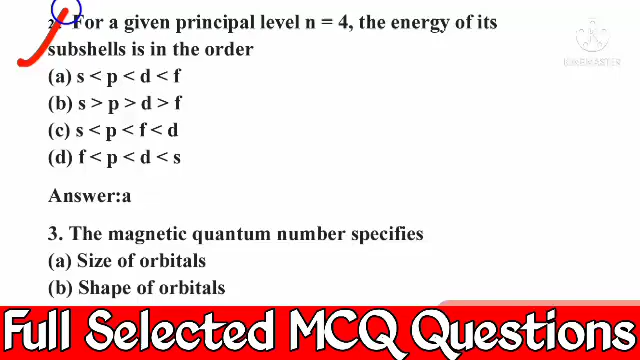 2. For a given principal level n = 4, the energy of its
subshells is in the order
(a) s < p < d < f
(b) s > p > d > f
(c) s < p < f < d
(d) f < p < d < s
Answer:a
3. The magnetic quantum number specifies
(a) Size of orbitals
(b) Shape of orbitals
KINEMASTER
Full Selected MCQ Questions